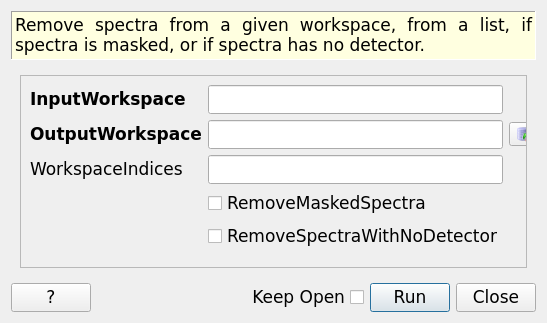 Remove spectra from a given workspace, from a list, if
spectra is masked, or if spectra has no detector.
InputWorkspace
OutputWorkspace
WorkspaceIndices
RemoveMaskedSpectra
RemoveSpectraWithNoDetector
? Keep Open Run Close